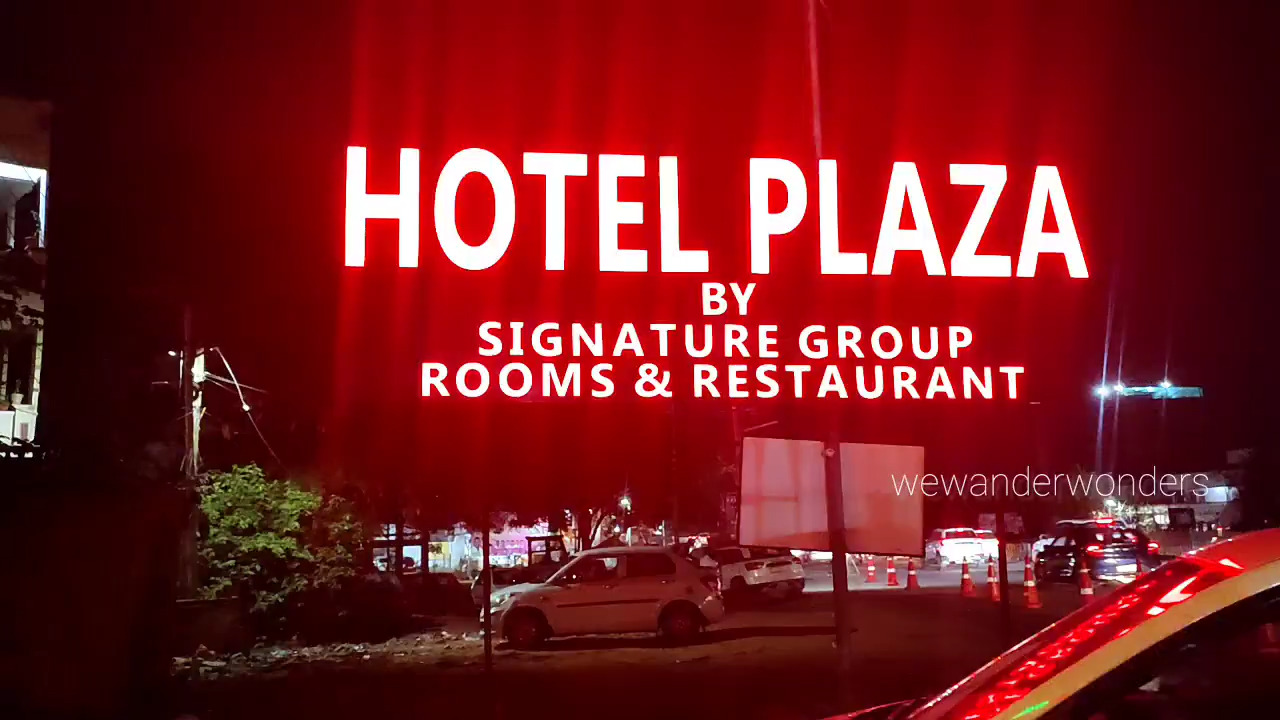 HOTEL PLAZA
BY
SIGNATURE GROUP
ROOMS & RESTAURANT
wewanderwonders